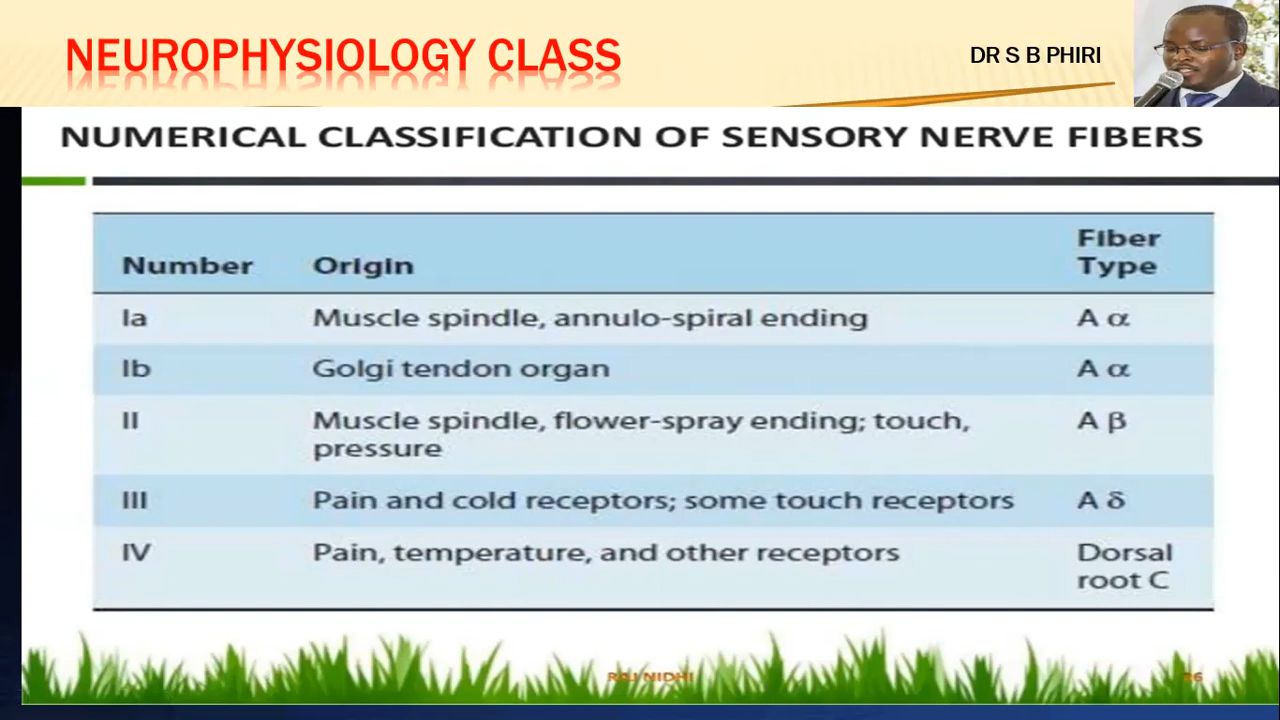 NEUROPHYSIOLOGY CLASS
DR S B PHIRI
NUMERICAL CLASSIFICATION OF SENSORY NERVE FIBERS
Number Origin Fiber Type
Ia Muscle spindle, annulo-spiral ending A α
Ib Golgi tendon organ A α
II Muscle spindle, flower-spray ending; touch, A β
pressure
III Pain and cold receptors; some touch receptors A δ
IV Pain, temperature, and other receptors Dorsal
root C
RAJ NIDHI